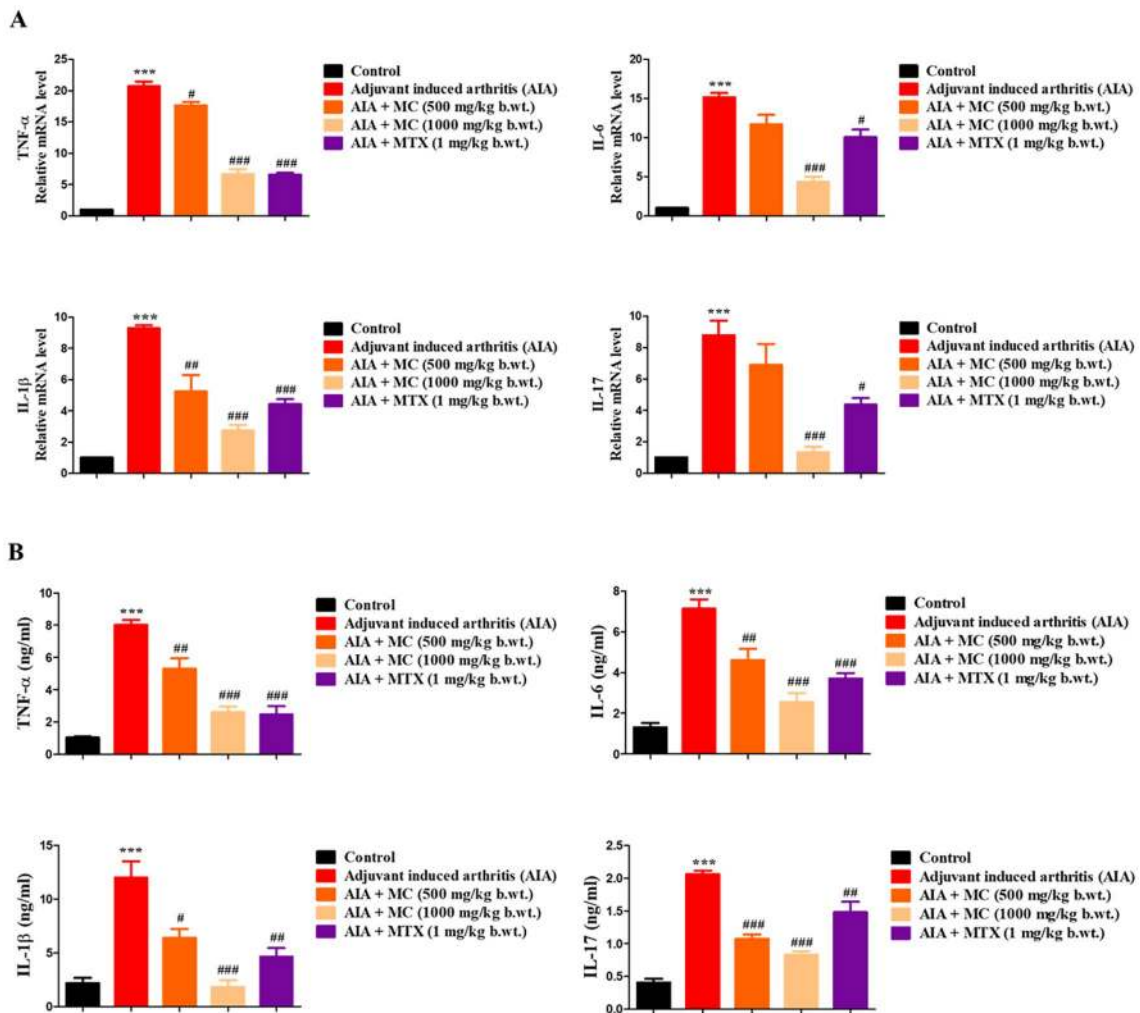 A
TNF-α
Relative mRNA level
25
20
15
10
5
0
***
#
###
###
Control
Adjuvant induced arthritis (AIA)
AIA + MC (500 mg/kg b.wt.)
AIA + MC (1000 mg/kg b.wt.)
AIA + MTX (1 mg/kg b.wt.)
IL-6
Relative mRNA level
20
15
10
5
0
***
###
#
Control
Adjuvant induced arthritis (AIA)
AIA + MC (500 mg/kg b.wt.)
AIA + MC (1000 mg/kg b.wt.)
AIA + MTX (1 mg/kg b.wt.)
IL-1β
Relative mRNA level
10
8
6
4
2
0
***
##
###
###
Control
Adjuvant induced arthritis (AIA)
AIA + MC (500 mg/kg b.wt.)
AIA + MC (1000 mg/kg b.wt.)
AIA + MTX (1 mg/kg b.wt.)
IL-17
Relative mRNA level
10
8
6
4
2
0
***
###
#
Control
Adjuvant induced arthritis (AIA)
AIA + MC (500 mg/kg b.wt.)
AIA + MC (1000 mg/kg b.wt.)
AIA + MTX (1 mg/kg b.wt.)
B
TNF-α (ng/ml)
10
8
6
4
2
0
***
##
###
###
Control
Adjuvant induced arthritis (AIA)
AIA + MC (500 mg/kg b.wt.)
AIA + MC (1000 mg/kg b.wt.)
AIA + MTX (1 mg/kg b.wt.)
IL-6 (ng/ml)
8
6
4
2
0
***
##
###
###
Control
Adjuvant induced arthritis (AIA)
AIA + MC (500 mg/kg b.wt.)
AIA + MC (1000 mg/kg b.wt.)
AIA + MTX (1 mg/kg b.wt.)
IL-1β (ng/ml)
15
10
5
0
***
#
###
##
Control
Adjuvant induced arthritis (AIA)
AIA + MC (500 mg/kg b.wt.)
AIA + MC (1000 mg/kg b.wt.)
AIA + MTX (1 mg/kg b.wt.)
IL-17 (ng/ml)
2.5
2.0
1.5
1.0
0.5
0.0
***
###
###
##
Control
Adjuvant induced arthritis (AIA)
AIA + MC (500 mg/kg b.wt.)
AIA + MC (1000 mg/kg b.wt.)
AIA + MTX (1 mg/kg b.wt.)